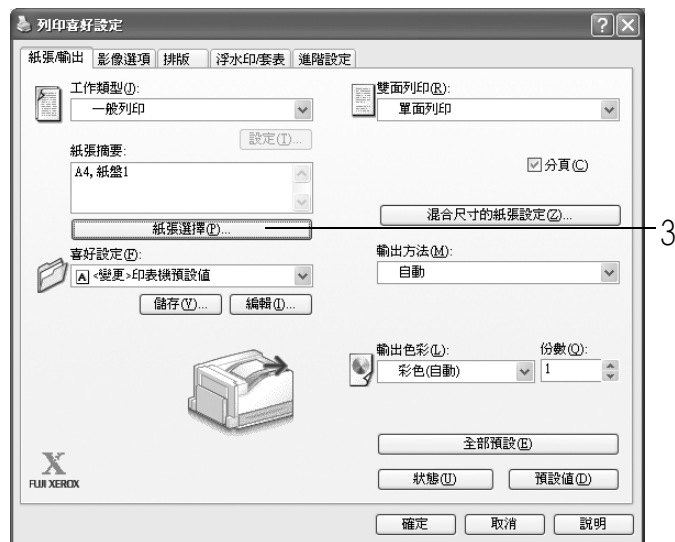 列印喜好設定
紙張/輸出 影像選項 排版 浮水印/套表 進階設定
工作類型(J):
一般列印
設定(T)...
紙張摘要:
A4, 紙盤1
紙張選擇(P)...
喜好設定(F):
A <變更>印表機預設值
儲存(V)... 編輯(I)...
雙面列印(R):
單面列印
分頁(C)
混合尺寸的紙張設定(Z)...
3
輸出方法(M):
自動
輸出色彩(L): 份數(Q):
彩色(自動) 1
全部預設(E)
狀態(U) 預設值(D)
X
FUJI XEROX
確定 取消 說明